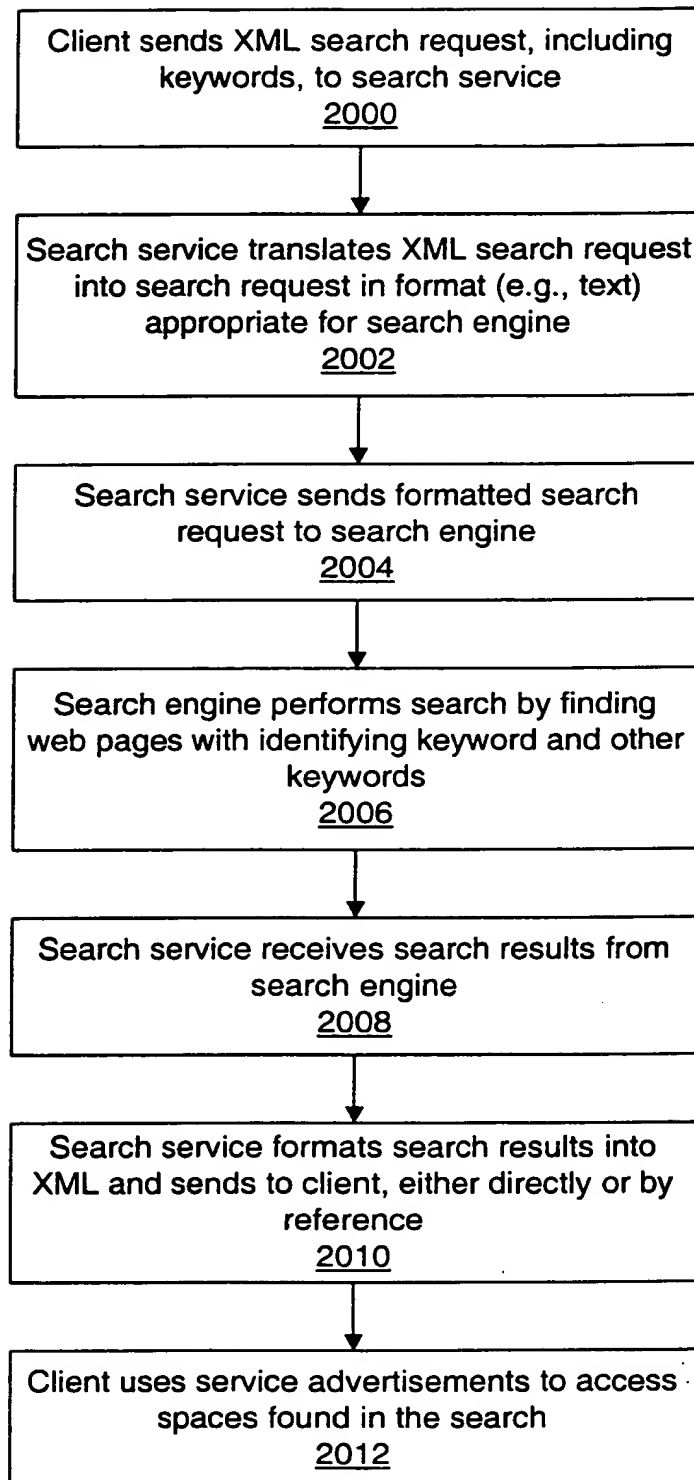 Client sends XML search request, including
keywords, to search service
2000
Search service translates XML search request
into search request in format (e.g., text)
appropriate for search engine
2002
Search service sends formatted search
request to search engine
2004
Search engine performs search by finding
web pages with identifying keyword and other
keywords
2006
Search service receives search results from
search engine
2008
Search service formats search results into
XML and sends to client, either directly or by
reference
2010
Client uses service advertisements to access
spaces found in the search
2012